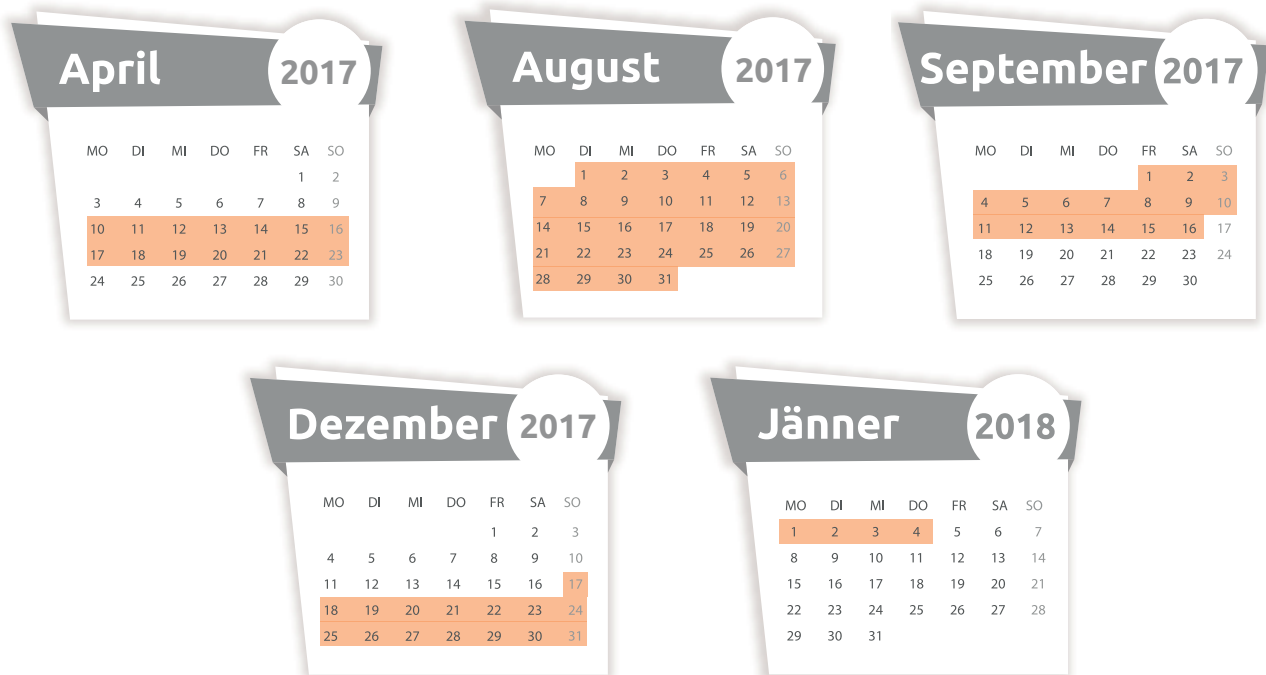 April 2017
MO DI MI DO FR SA SO
1 2
3 4 5 6 7 8 9
10 11 12 13 14 15 16
17 18 19 20 21 22 23
24 25 26 27 28 29 30
August 2017
MO DI MI DO FR SA SO
1 2 3 4 5 6
7 8 9 10 11 12 13
14 15 16 17 18 19 20
21 22 23 24 25 26 27
28 29 30 31
September 2017
MO DI MI DO FR SA SO
1 2 3
4 5 6 7 8 9 10
11 12 13 14 15 16 17
18 19 20 21 22 23 24
25 26 27 28 29 30
Dezember 2017
MO DI MI DO FR SA SO
1 2 3
4 5 6 7 8 9 10
11 12 13 14 15 16 17
18 19 20 21 22 23 24
25 26 27 28 29 30 31
Jänner 2018
MO DI MI DO FR SA SO
1 2 3 4 5 6 7
8 9 10 11 12 13 14
15 16 17 18 19 20 21
22 23 24 25 26 27 28
29 30 31